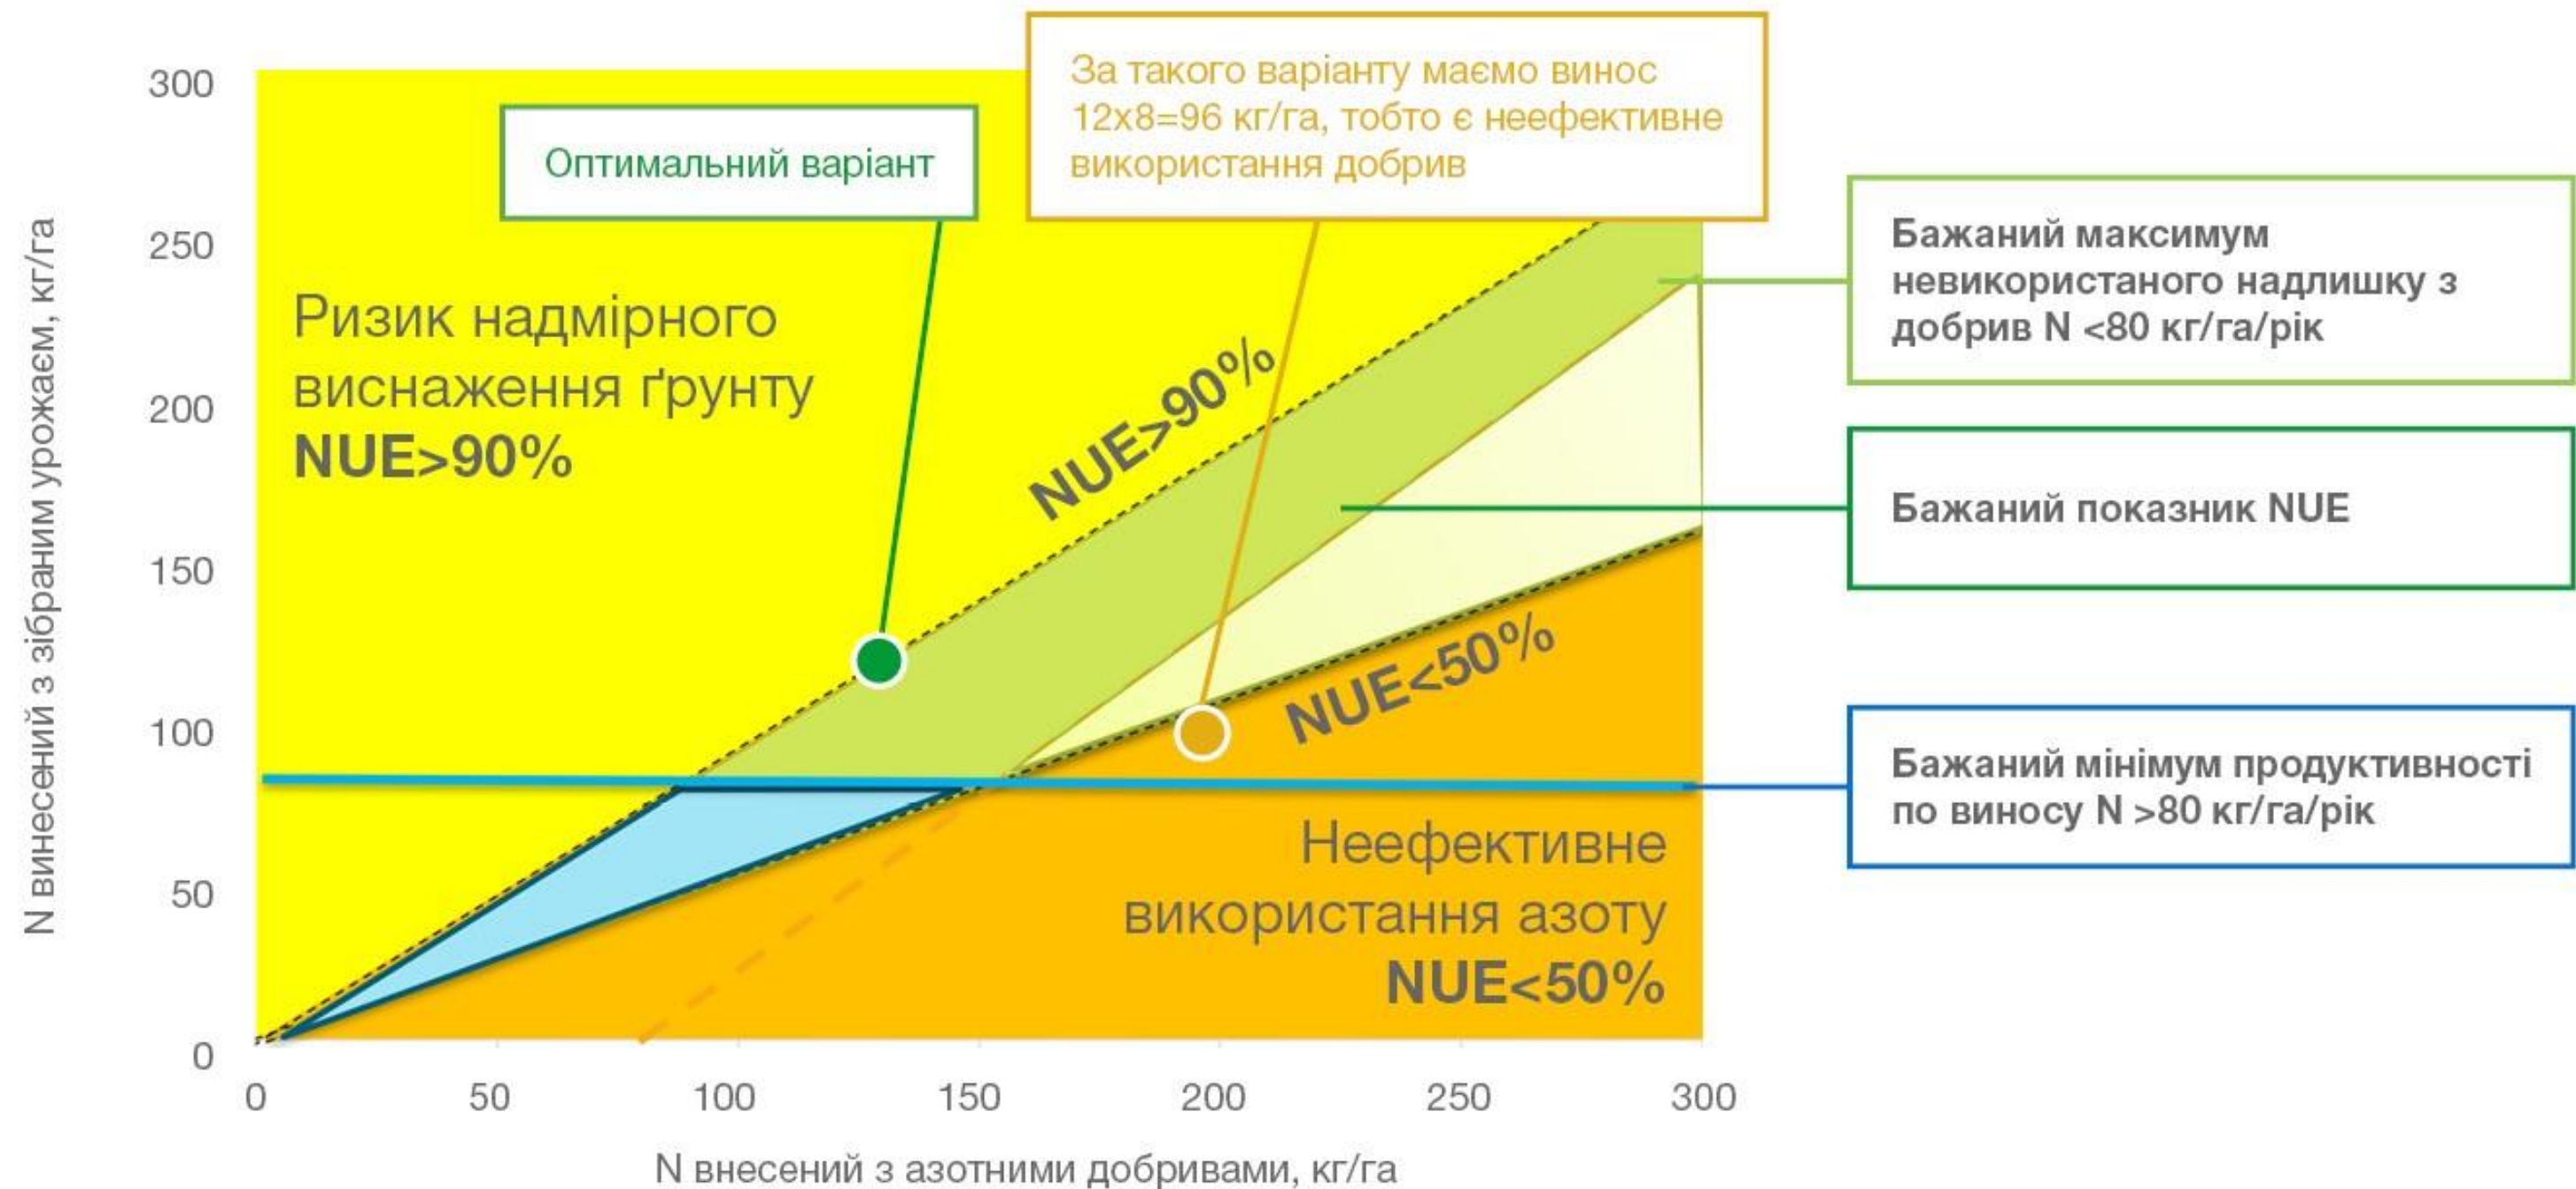 Оптимальний варіант
За такого варіанту маємо винос
12х8=96 кг/га, тобто є неефективне
використання добрив
Бажаний максимум
невикористаного надлишку з
добрив N <80 кг/га/рік
Бажаний показник NUE
Бажаний мінімум продуктивності
по виносу N >80 кг/га/рік
Ризик надмірного
виснаження ґрунту
NUE>90%
NUE>90%
NUE<50%
Неефективне
використання азоту
NUE<50%
N винесений з зібраним урожаєм, кг/га
300
250
200
150
100
50
0
0 50 100 150 200 250 300
N внесений з азотними добривами, кг/га